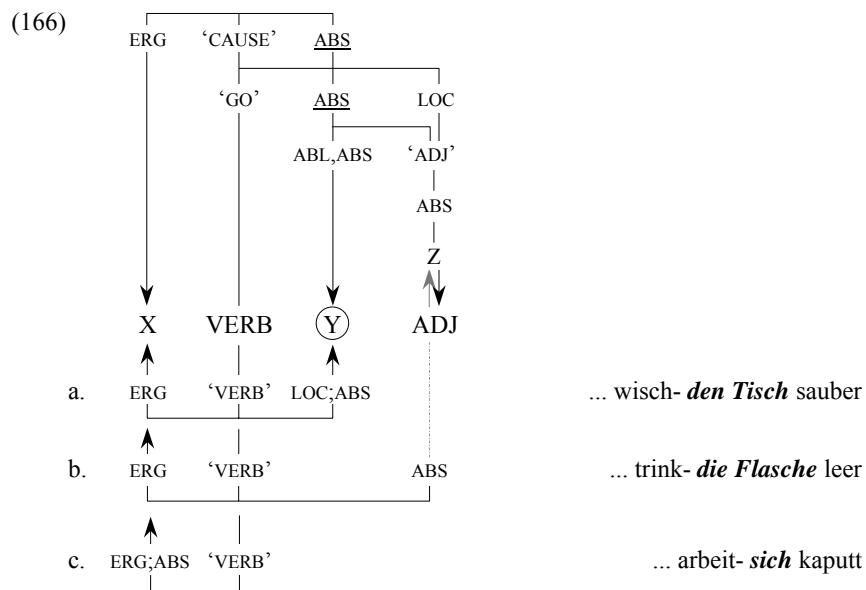 (166)
ERG ‘CAUSE’ ABS
‘GO’ ABS LOC
ABL,ABS ‘ADJ’
ABS
Z
X VERB Y ADJ
a. ERG ‘VERB’ LOC;ABS ... wisch- den Tisch sauber
b. ERG ‘VERB’ ABS ... trink- die Flasche leer
c. ERG;ABS ‘VERB’ ... arbeit- sich kaputt